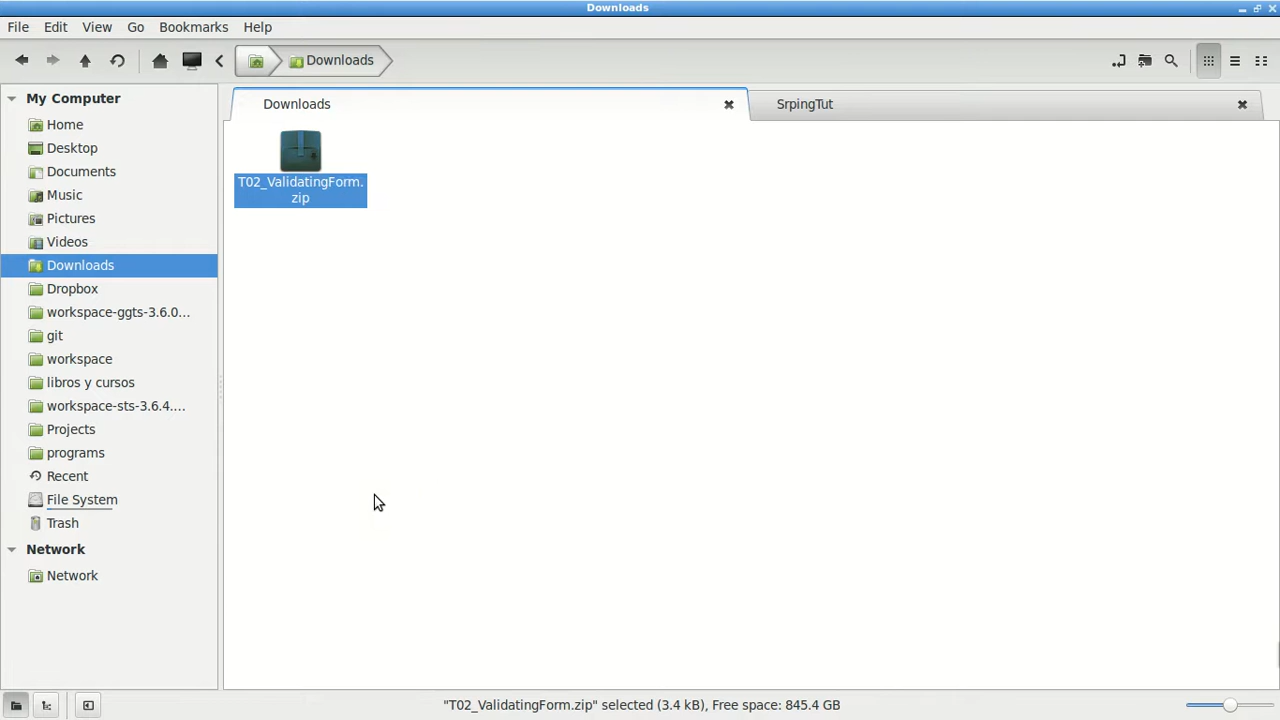 Downloads
File Edit View Go Bookmarks Help
Downloads
My Computer
Home
Desktop
Documents
Music
Pictures
Videos
Downloads
Dropbox
workspace-ggts-3.6.0...
git
workspace
libros y cursos
workspace-sts-3.6.4....
Projects
programs
Recent
File System
Trash
Network
Network
Downloads
SrpingTut
T02_ValidatingForm.
zip
"T02_ValidatingForm.zip" selected (3.4 kB), Free space: 845.4 GB